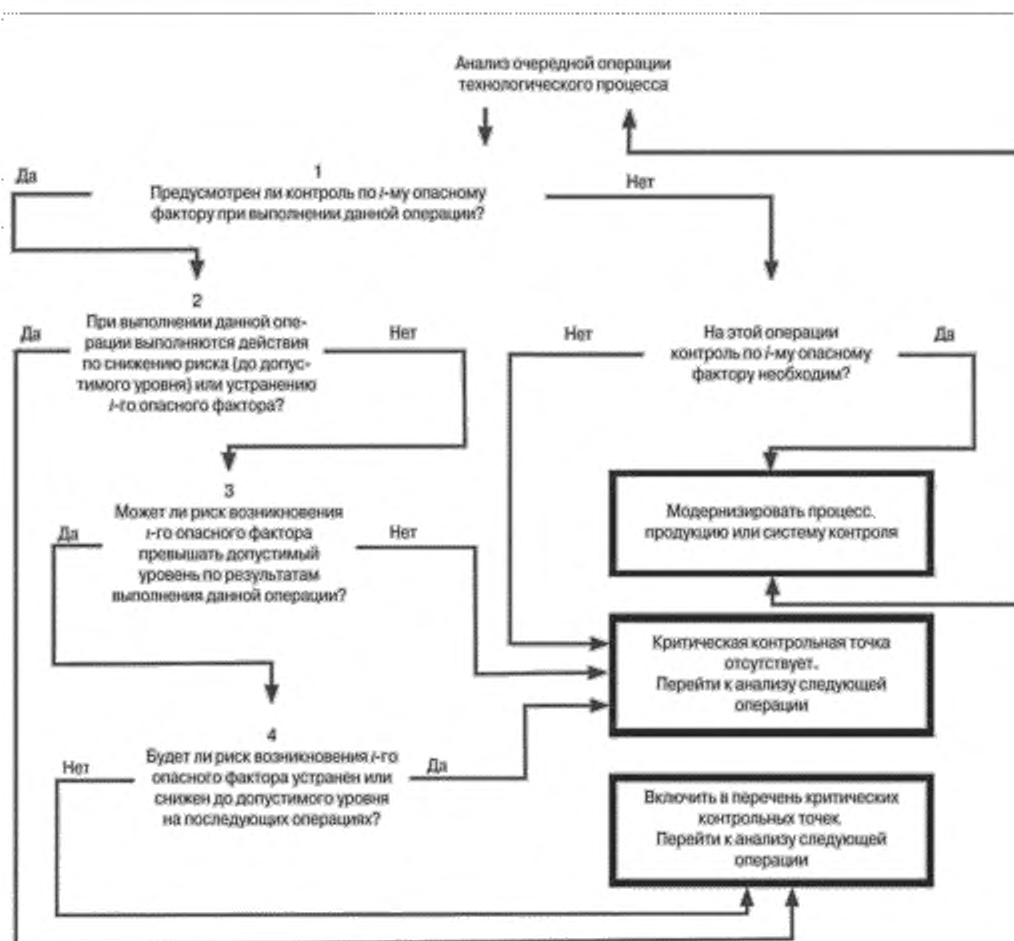 Анализ очередной операции
технологического процесса
Да
1
Предусмотрен ли контроль по i-му опасному
фактору при выполнении данной операции?
Нет
2
Да
При выполнении данной опе-
рации выполняются действия
по снижению риска (до допус-
тимого уровня) или устранению
i-го опасного фактора?
Нет
Нет
На этой операции
контроль по i-му опасному
фактору необходим?
Да
3
Да
Может ли риск возникновения
i-го опасного фактора
превышать допустимый
уровень по результатам
выполнения данной операции?
Нет
Модернизировать процесс,
продукцию или систему контроля
Критическая контрольная точка
отсутствует.
Перейти к анализу следующей
операции
4
Нет
Будет ли риск возникновения i-го
опасного фактора устранен или
снижен до допустимого уровня
на последующих операциях?
Да
Включить в перечень критических
контрольных точек.
Перейти к анализу следующей
операции